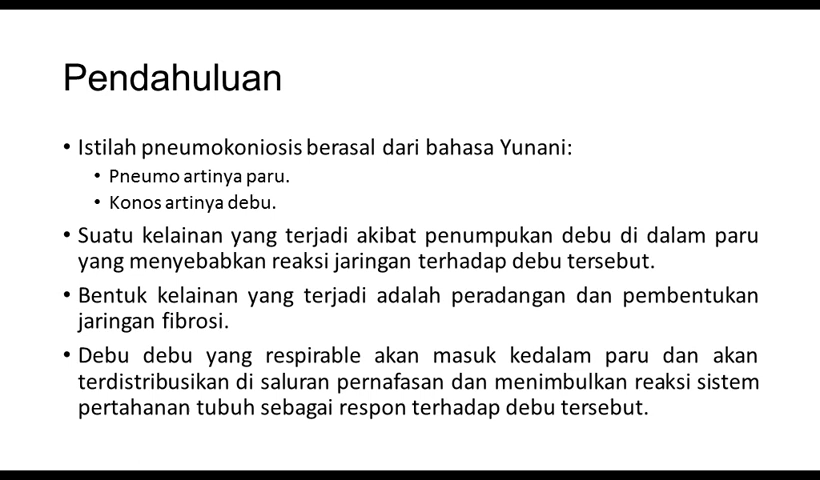 Pendahuluan
• Istilah pneumokoniosis berasal dari bahasa Yunani:
• Pneumo artinya paru.
• Konos artinya debu.
• Suatu kelainan yang terjadi akibat penumpukan debu di dalam paru
yang menyebabkan reaksi jaringan terhadap debu tersebut.
• Bentuk kelainan yang terjadi adalah peradangan dan pembentukan
jaringan fibrosi.
• Debu debu yang respirable akan masuk kedalam paru dan akan
terdistribusikan di saluran pernafasan dan menimbulkan reaksi sistem
pertahanan tubuh sebagai respon terhadap debu tersebut.